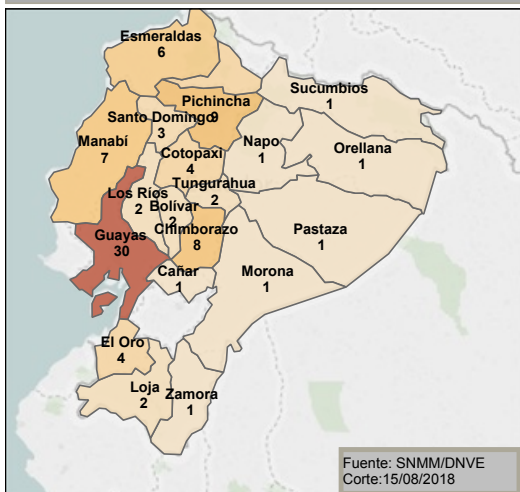 Esmeraldas
6
Sucumbios
1
Pichincha
9
Santo Domingo
3
Manabí
7
Napo
1
Orellana
1
Cotopaxi
4
Tungurahua
2
Los Ríos
2
Bolívar
2
Chimborazo
8
Guayas
30
Pastaza
1
Cañar
1
Morona
1
El Oro
4
Loja
2
Zamora
1
Fuente: SNMM/DNVE
Corte:15/08/2018